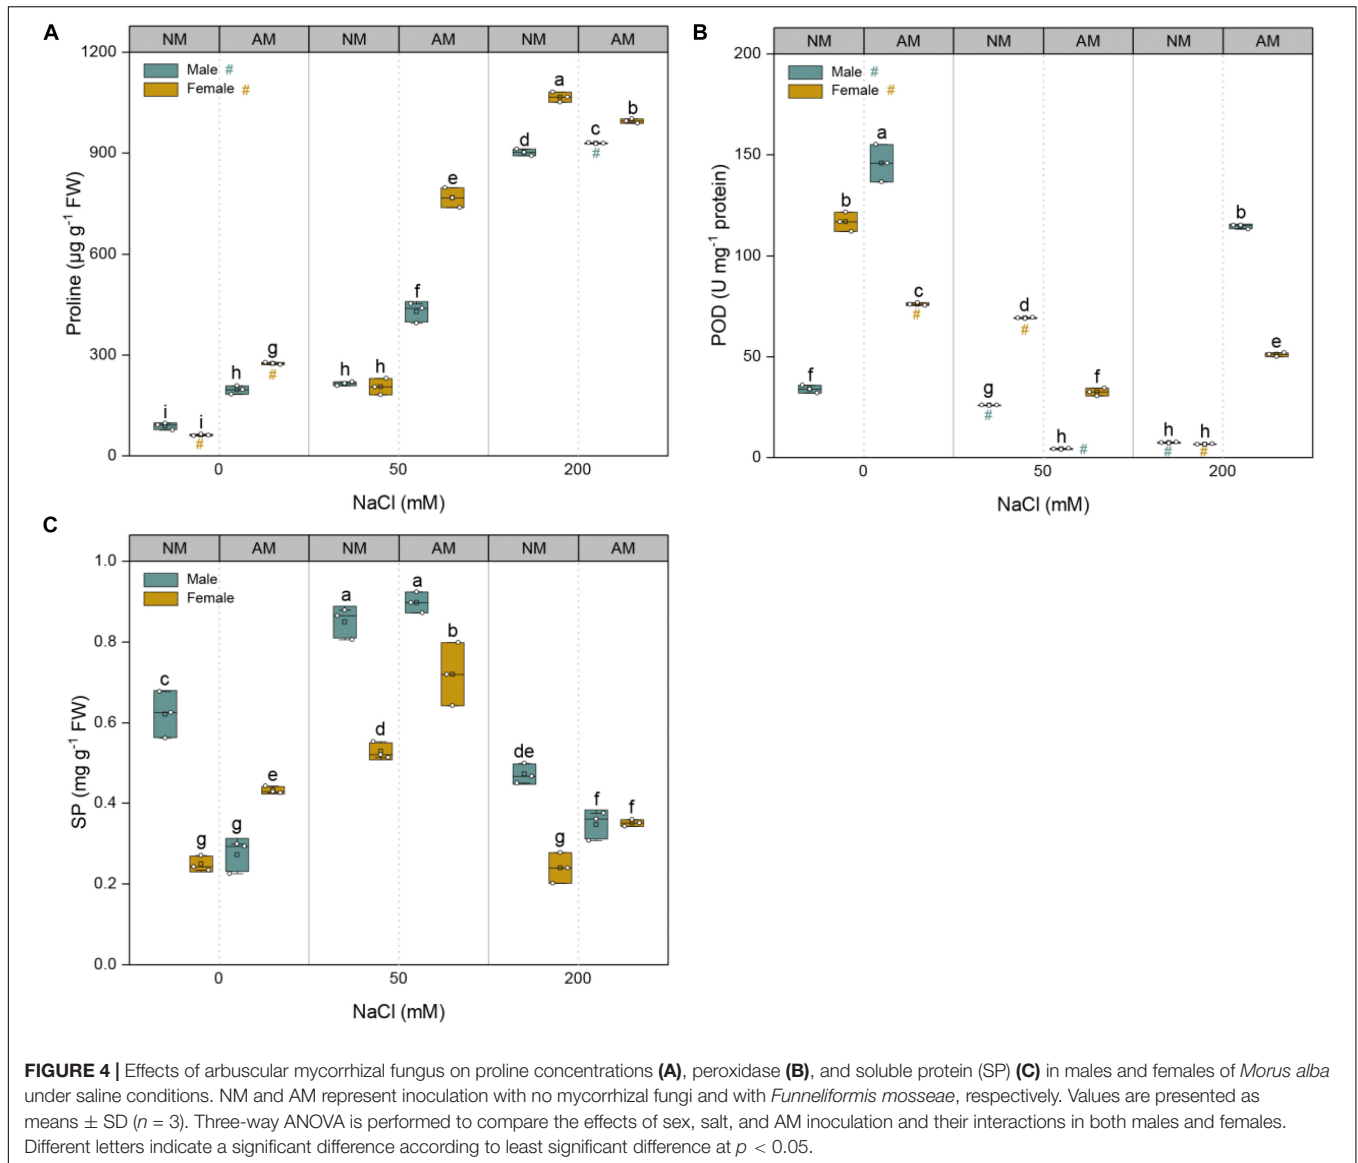 A
NM AM NM AM NM AM
Male #
Female #
1200
900
600
300
0
Proline (µg g-1 FW)
i i # h g # h h f e d a c # b
0 50 200
NaCl (mM)
B
NM AM NM AM NM AM
Male #
Female #
200
150
100
50
0
POD (U mg-1 protein)
f b a c # g # d # h # f h # h # b e
0 50 200
NaCl (mM)
C
NM AM NM AM NM AM
Male
Female
1.0
0.8
0.6
0.4
0.2
0.0
SP (mg g-1 FW)
c g g e a d a b de g f f
0 50 200
NaCl (mM)
FIGURE 4 | Effects of arbuscular mycorrhizal fungus on proline concentrations (A), peroxidase (B), and soluble protein (SP) (C) in males and females of Morus alba
under saline conditions. NM and AM represent inoculation with no mycorrhizal fungi and with Funneliformis mosseae, respectively. Values are presented as
means ± SD (n = 3). Three-way ANOVA is performed to compare the effects of sex, salt, and AM inoculation and their interactions in both males and females.
Different letters indicate a significant difference according to least significant difference at p < 0.05.